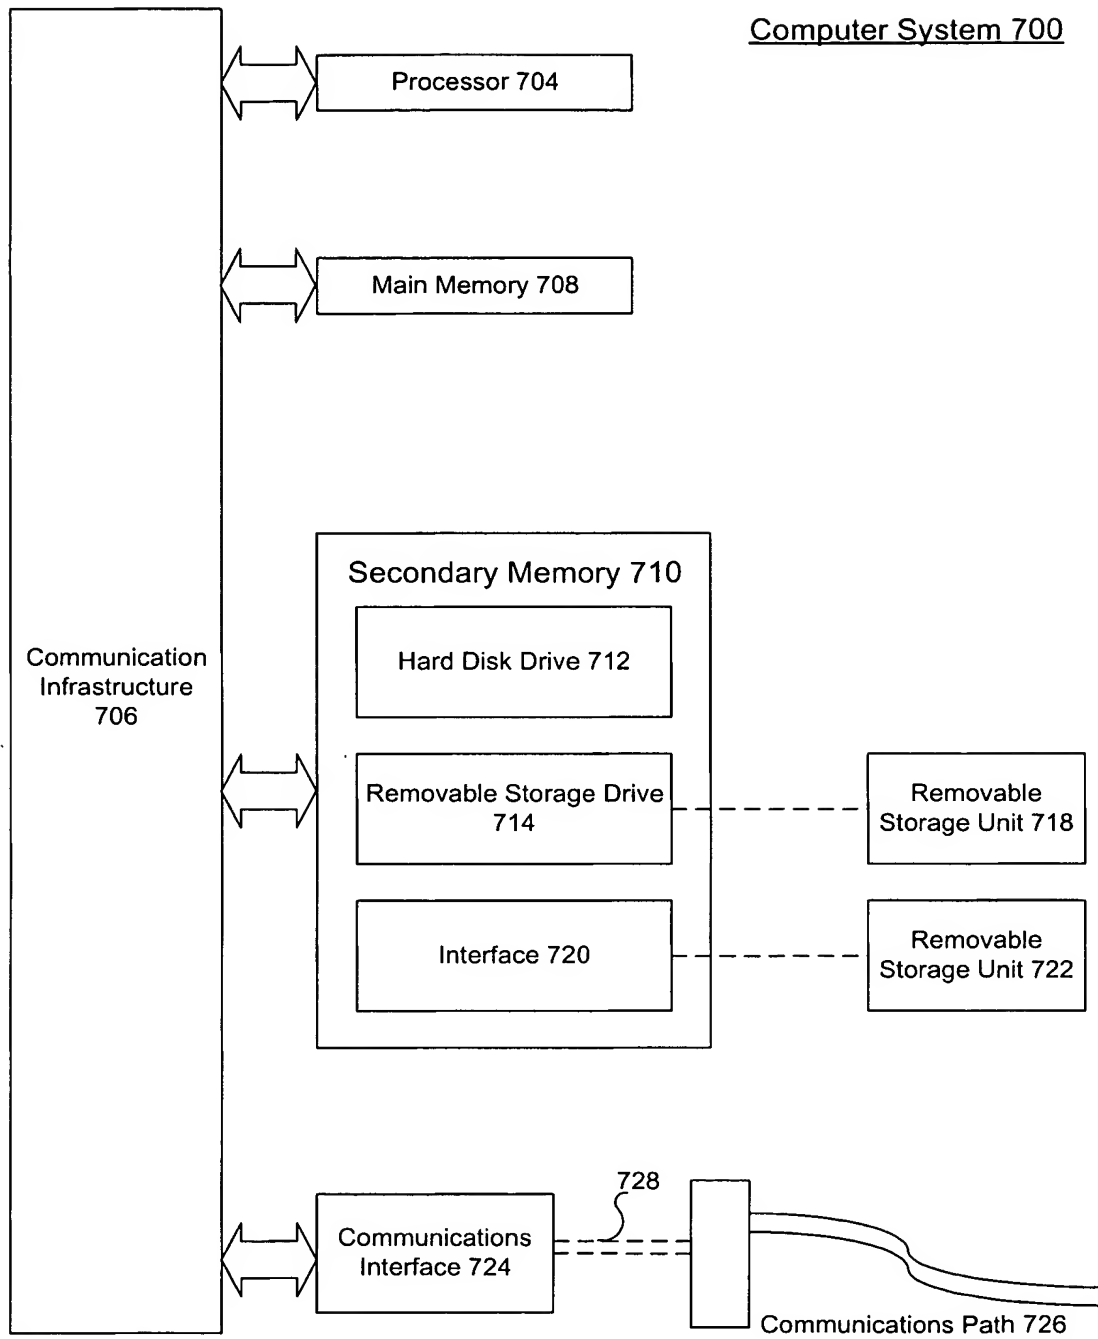 Computer System 700
Processor 704
Main Memory 708
Secondary Memory 710
Hard Disk Drive 712
Communication
Infrastructure
706
Removable Storage Drive
714
Removable
Storage Unit 718
Interface 720
Removable
Storage Unit 722
728
Communications
Interface 724
Communications Path 726